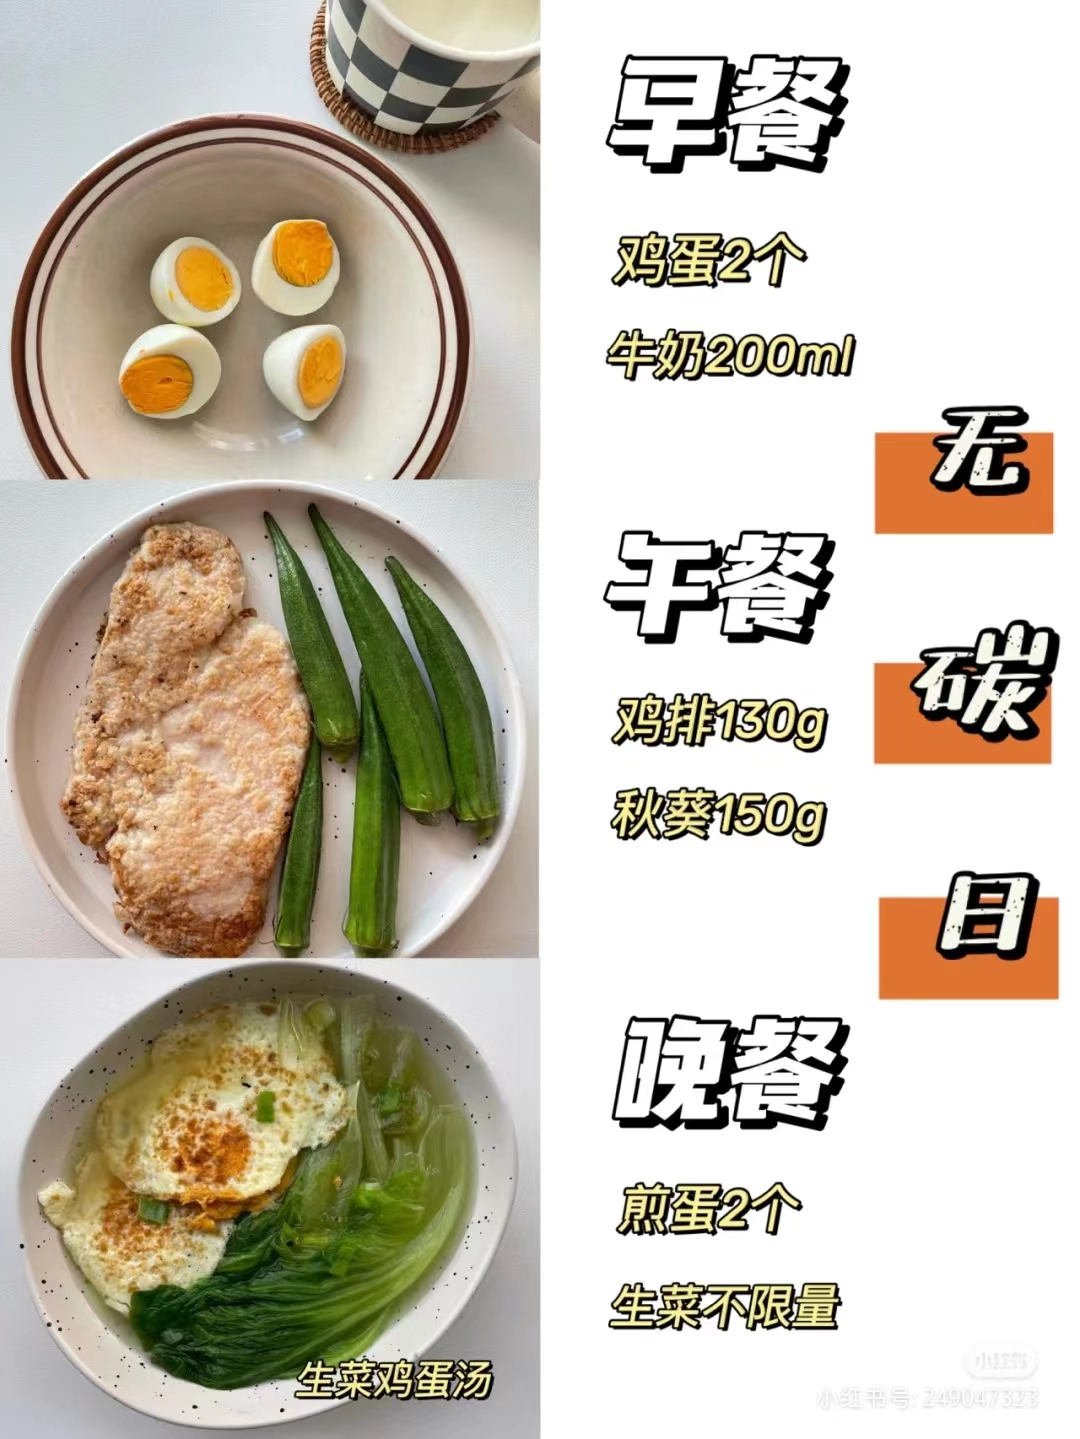 早餐
鸡蛋2个
牛奶200ml
无
午餐
碳
鸡排130g
秋葵150g
日
晚餐
煎蛋2个
生菜不限量
生菜鸡蛋汤
小红书
小红书号: 249047323